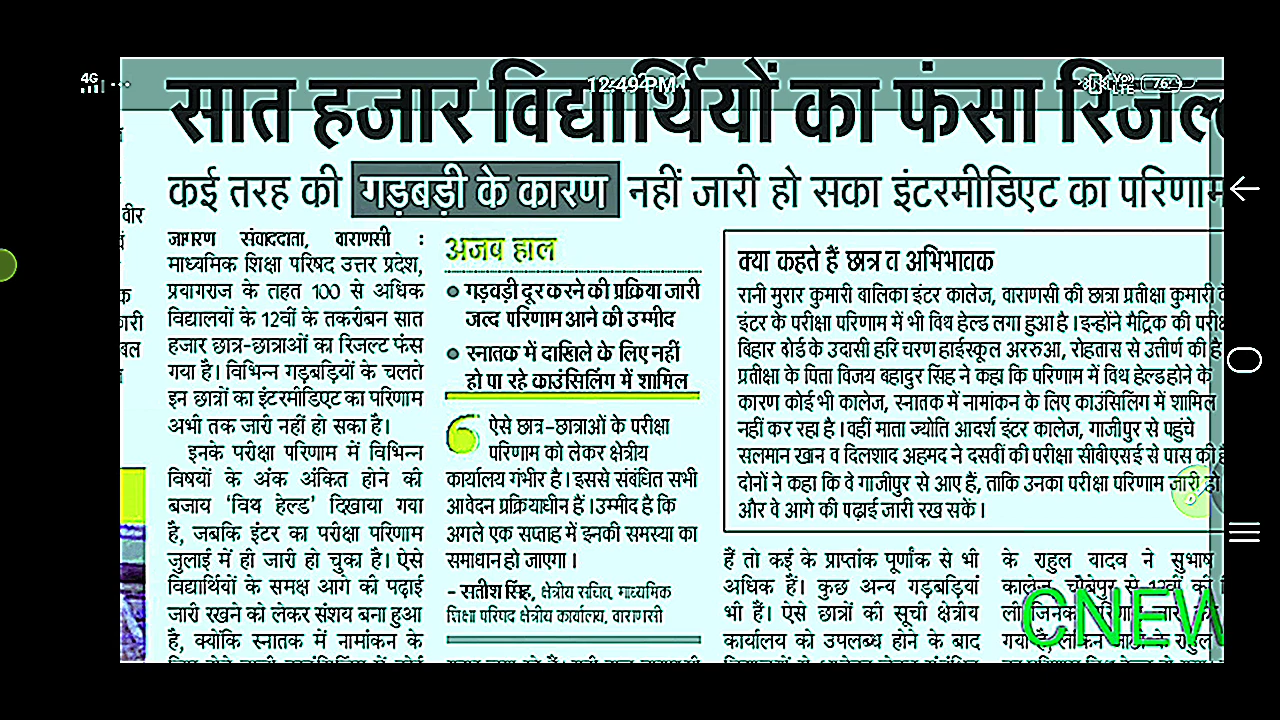 4G
12:49 PM
76
सात हजार विद्यार्थियों का फंसा
कई तरह की गड़बड़ी के कारण नहीं जारी हो सका इंटरमीडिएट का परिणाम
वीर
जागरण संवाददाता, वाराणसी :
माध्यमिक शिक्षा परिषद उत्तर प्रदेश,
प्रयागराज के तहत 100 से अधिक
विद्यालयों के 12वीं के तकरीबन सात
हजार छात्र-छात्राओं का रिजल्ट फंस
गया है। विभिन्न गड़बड़ियों के चलते
इन छात्रों का इंटरमीडिएट का परिणाम
अभी तक जारी नहीं हो सका है।
इनके परीक्षा परिणाम में विभिन्न
विषयों के अंक अंकित होने की
बजाय 'विथ हेल्ड' दिखाया गया
है, जबकि इंटर का परीक्षा परिणाम
जुलाई में ही जारी हो चुका है। ऐसे
विद्यार्थियों के समक्ष आगे की पढ़ाई
जारी रखने को लेकर संशय बना हुआ
है, क्योंकि स्नातक में नामांकन के
अजब हाल
गड़बड़ी दूर करने की प्रक्रिया जारी
जल्द परिणाम आने की उम्मीद
स्नातक में दाखिले के लिए नहीं
हो पा रहे काउंसिलिंग में शामिल
ऐसे छात्र-छात्राओं के परीक्षा
परिणाम को लेकर क्षेत्रीय
कार्यालय गंभीर है। इससे संबंधित सभी
आवेदन प्रक्रियाधीन हैं। उम्मीद है कि
अगले एक सप्ताह में इनकी समस्या का
समाधान हो जाएगा।
- सतीश सिंह, क्षेत्रीय सचिव, माध्यमिक
शिक्षा परिषद क्षेत्रीय कार्यालय, वाराणसी
क्या कहते हैं छात्र व अभिभावक
रानी मुरार कुमारी बालिका इंटर कालेज, वाराणसी की छात्रा प्रतीक्षा कुमारी
इंटर के परीक्षा परिणाम में भी विथ हेल्ड लगा हुआ है। इन्होंने मैट्रिक की
बिहार बोर्ड के उदासी हरि चरण हाईस्कूल अररुआ, रोहतास से उत्तीर्ण की है
प्रतीक्षा के पिता विजय बहादुर सिंह ने कहा कि परिणाम में विथ हेल्ड होने के
कारण कोई भी कालेज, स्नातक में नामांकन के लिए काउंसिलिंग में शामिल
नहीं कर रहा है। वहीं माता ज्योति आदर्श इंटर कालेज, गाजीपुर से पहुंचे
सलमान खान व दिलशाद अहमद ने दसवीं की परीक्षा सीबीएसई से पास की
दोनों ने कहा कि वे गाजीपुर से आए हैं, ताकि उनका परीक्षा परिणाम जारी हो
और वे आगे की पढ़ाई जारी रख सकें।
हैं तो कई के प्राप्तांक पूर्णांक से भी
अधिक हैं। कुछ अन्य गड़बड़ियां
भी हैं। ऐसे छात्रों की सूची क्षेत्रीय
कार्यालय को उपलब्ध होने के बाद
के राहुल यादव ने सुभाष
कालेज, चौबेपुर से 12वीं की
CNEW